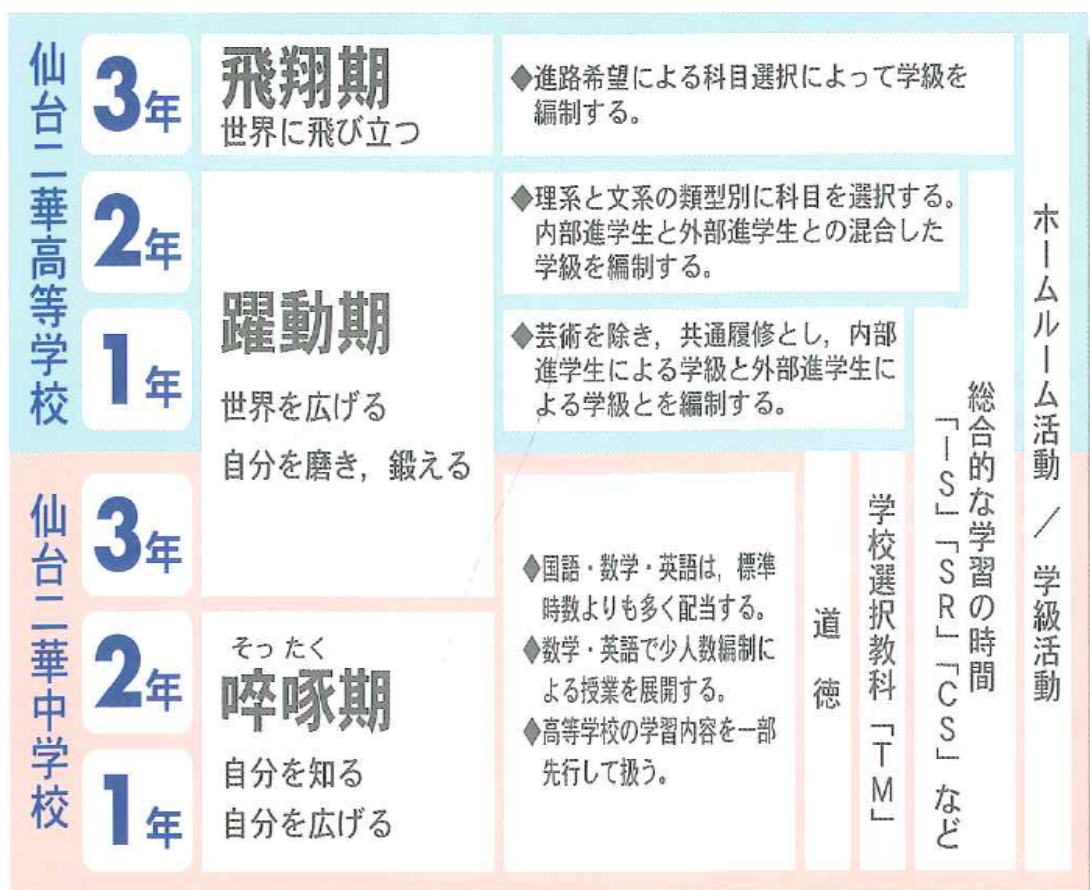 仙台二華高等学校
3年
飛翔期
世界に飛び立つ
◆進路希望による科目選択によって学級を
編制する。
2年
◆理系と文系の類型別に科目を選択する。
内部進学生と外部進学生との混合した
学級を編制する。
躍動期
世界を広げる
自分を磨き，鍛える
1年
◆芸術を除き，共通履修とし，内部
進学生による学級と外部進学生に
よる学級とを編制する。
仙台二華中学校
3年
2年
そっ たく
啐啄期
自分を知る
自分を広げる
1年
◆国語・数学・英語は，標準
時数よりも多く配当する。
◆数学・英語で少人数編制に
よる授業を展開する。
◆高等学校の学習内容を一部
先行して扱う。
道徳
学校選択教科「TM」
総合的な学習の時間
「IS」「SR」「CS」など
ホームルーム活動 ／ 学級活動